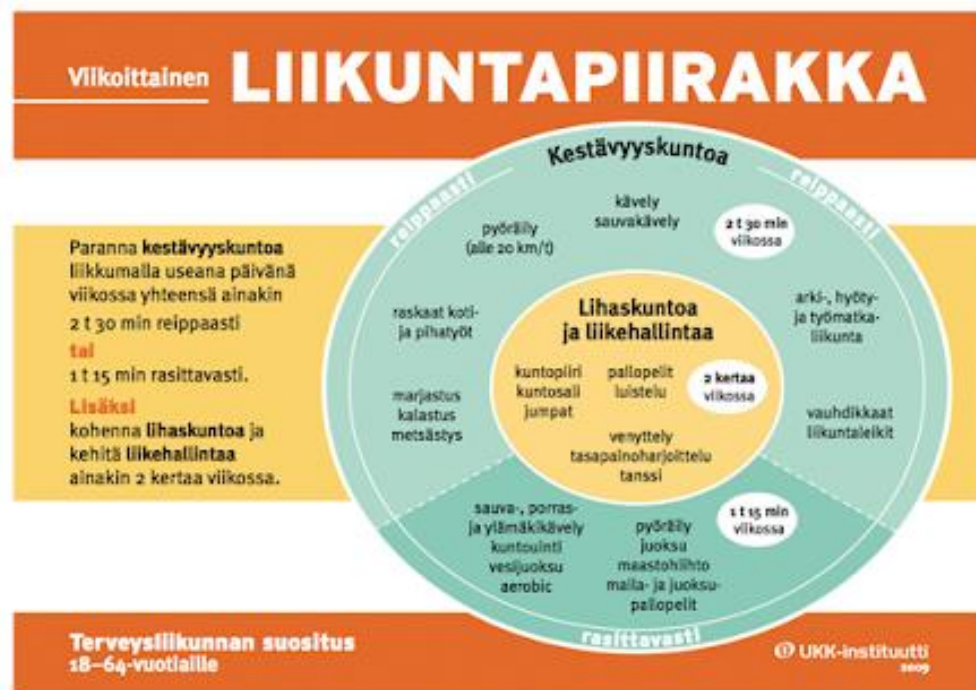 Viikoittainen LIIKUNTAPIIRAKKA
Paranna kestävyyskuntoa
liikkumalla useana päivänä
viikossa yhteensä ainakin
2 t 30 min reippaasti
tai
1 t 15 min rasittavasti.
Lisäksi
kohenna lihaskuntoa ja
kehitä liikehallintaa
ainakin 2 kertaa viikossa.
Kestävyyskuntoa
reippaasti
reippaasti
kävely
sauvakävely
2 t 30 min
viikossa
pyöräily
(alle 20 km/t)
raskaat koti-
ja pihatyöt
arki-, hyöty-
ja työmatka-
liikunta
marjastus
kalastus
metsästys
vauhdikkaat
liikuntaleikit
Lihaskuntoa
ja liikehallintaa
kuntopiiri
kuntosali
jumpat
pallopelit
luistelu
2 kertaa
viikossa
venyttely
tasapainoharjoittelu
tanssi
sauva-, porras-
ja ylämäkikävely
kuntouinti
vesijuoksu
aerobic
pyöräily
juoksu
maastohiihto
maila- ja juoksu-
pallopelit
1 t 15 min
viikossa
rasittavasti
Terveysliikunnan suositus
18–64-vuotiaille
UKK-instituutti
2009